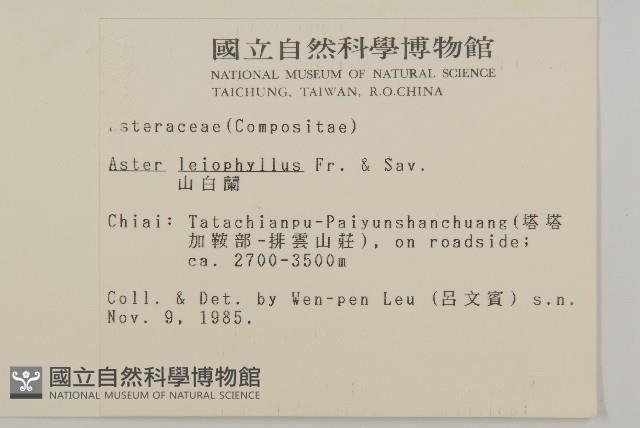 國立自然科學博物館
NATIONAL MUSEUM OF NATURAL SCIENCE
TAICHUNG, TAIWAN, R.O.CHINA
Asteraceae(Compositae)
Aster leiophyllus Fr. & Sav.
山白蘭
Chiai: Tatachianpu-Paiyunshanchuang(塔塔
加鞍部-排雲山莊), on roadside;
ca. 2700-3500m
Coll. & Det. by Wen-pen Leu (呂文賓) s.n.
Nov. 9, 1985.
國立自然科學博物館
NATIONAL MUSEUM OF NATURAL SCIENCE